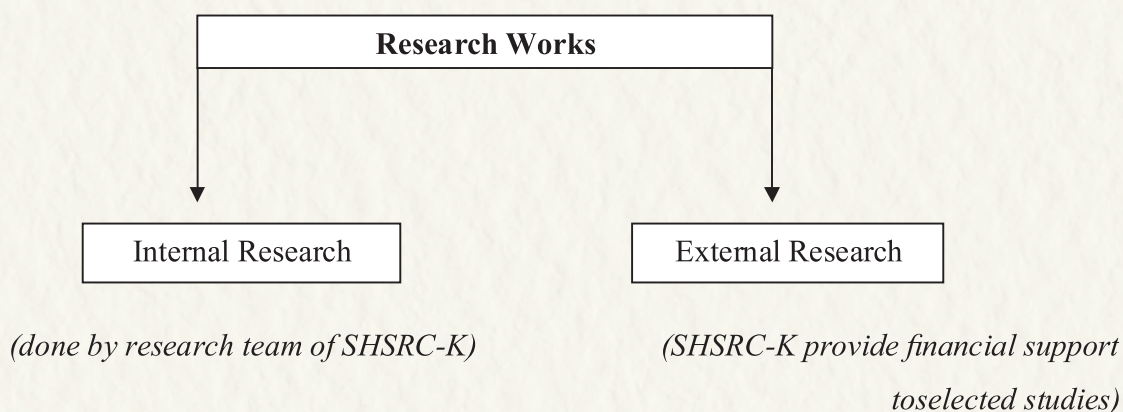 Research Works
Internal Research
External Research
(done by research team of SHSRC-K)
(SHSRC-K provide financial support
toselected studies)